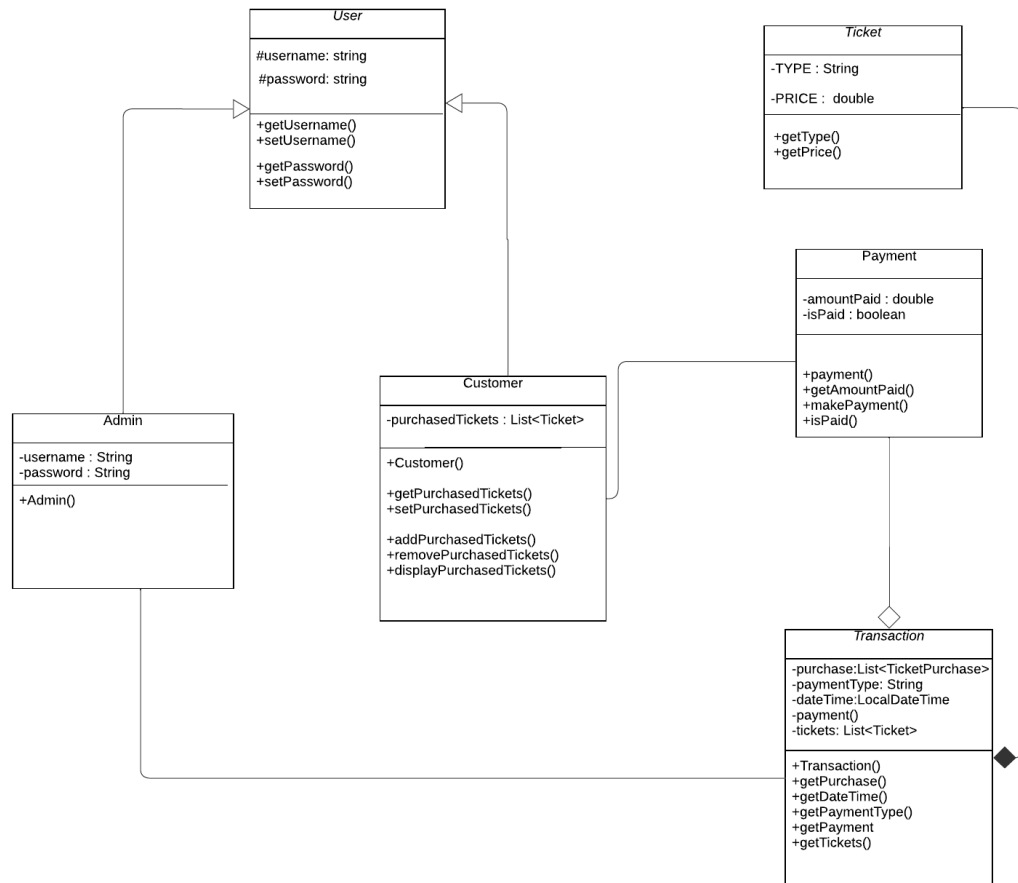 User
#username: string
#password: string
+getUsername()
+setUsername()
+getPassword()
+setPassword()
Ticket
-TYPE : String
-PRICE : double
+getType()
+getPrice()
Payment
-amountPaid : double
-isPaid : boolean
+payment()
+getAmountPaid()
+makePayment()
+isPaid()
Customer
-purchasedTickets : List<Ticket>
+Customer()
+getPurchasedTickets()
+setPurchasedTickets()
+addPurchasedTickets()
+removePurchasedTickets()
+displayPurchasedTickets()
Admin
-username : String
-password : String
+Admin()
Transaction
-purchase:List<TicketPurchase>
-paymentType: String
-dateTime:LocalDateTime
-payment()
-tickets: List<Ticket>
+Transaction()
+getPurchase()
+getDateTime()
+getPaymentType()
+getPayment
+getTickets()